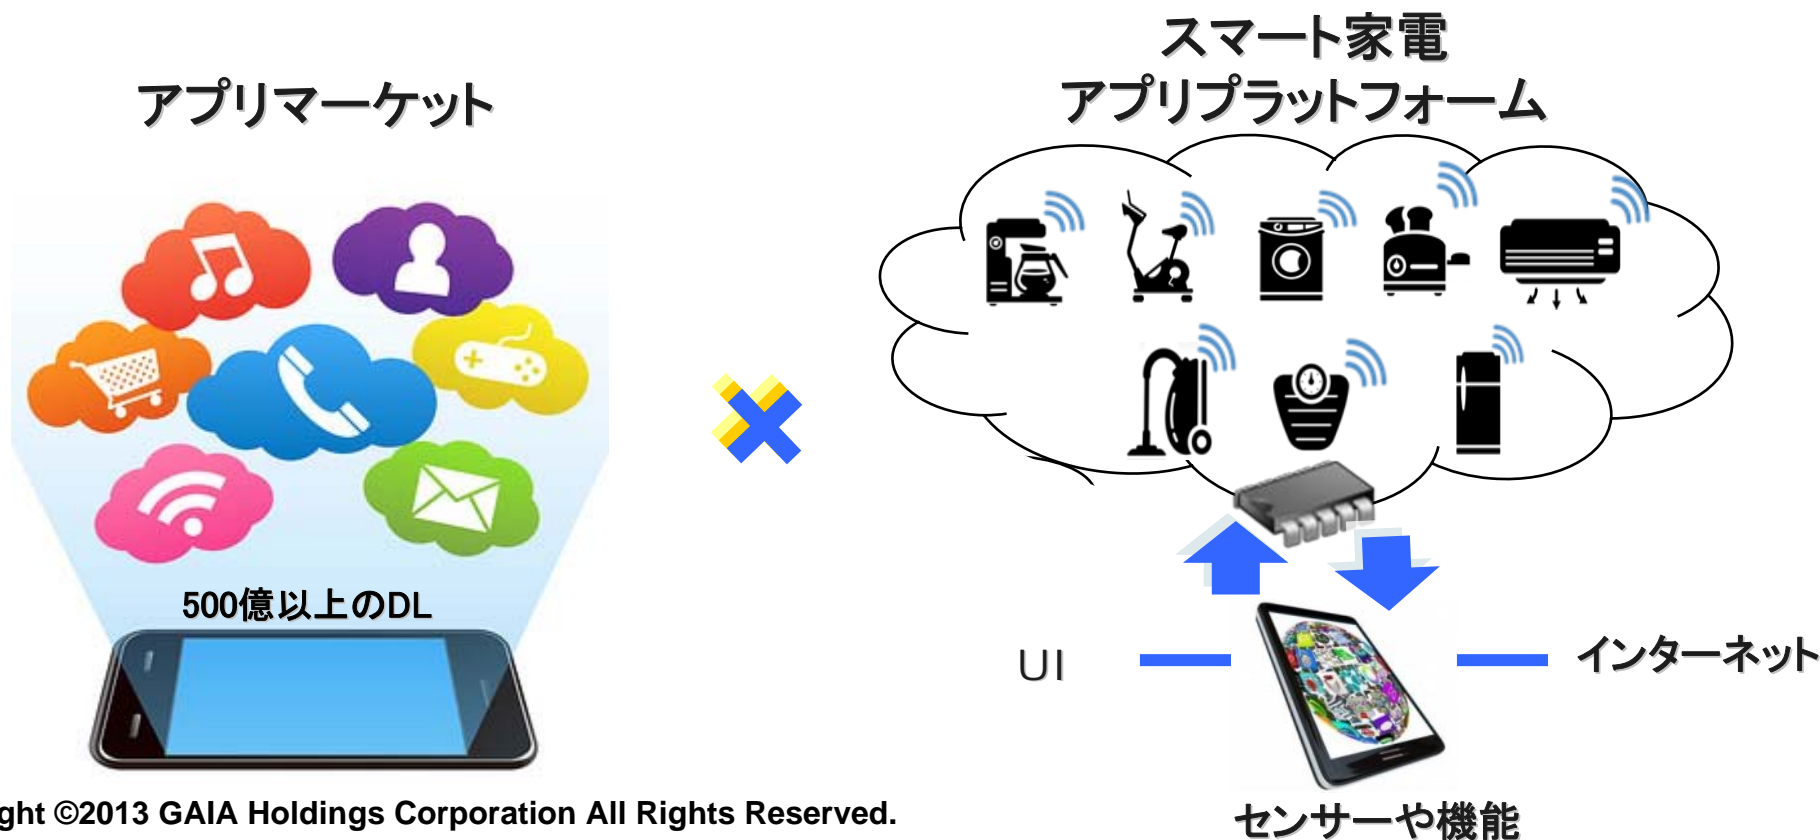 アプリマーケット
スマート家電
アプリプラットフォーム
500億以上のDL
UI
インターネット
センサーや機能
ght ©2013 GAIA Holdings Corporation All Rights Reserved.